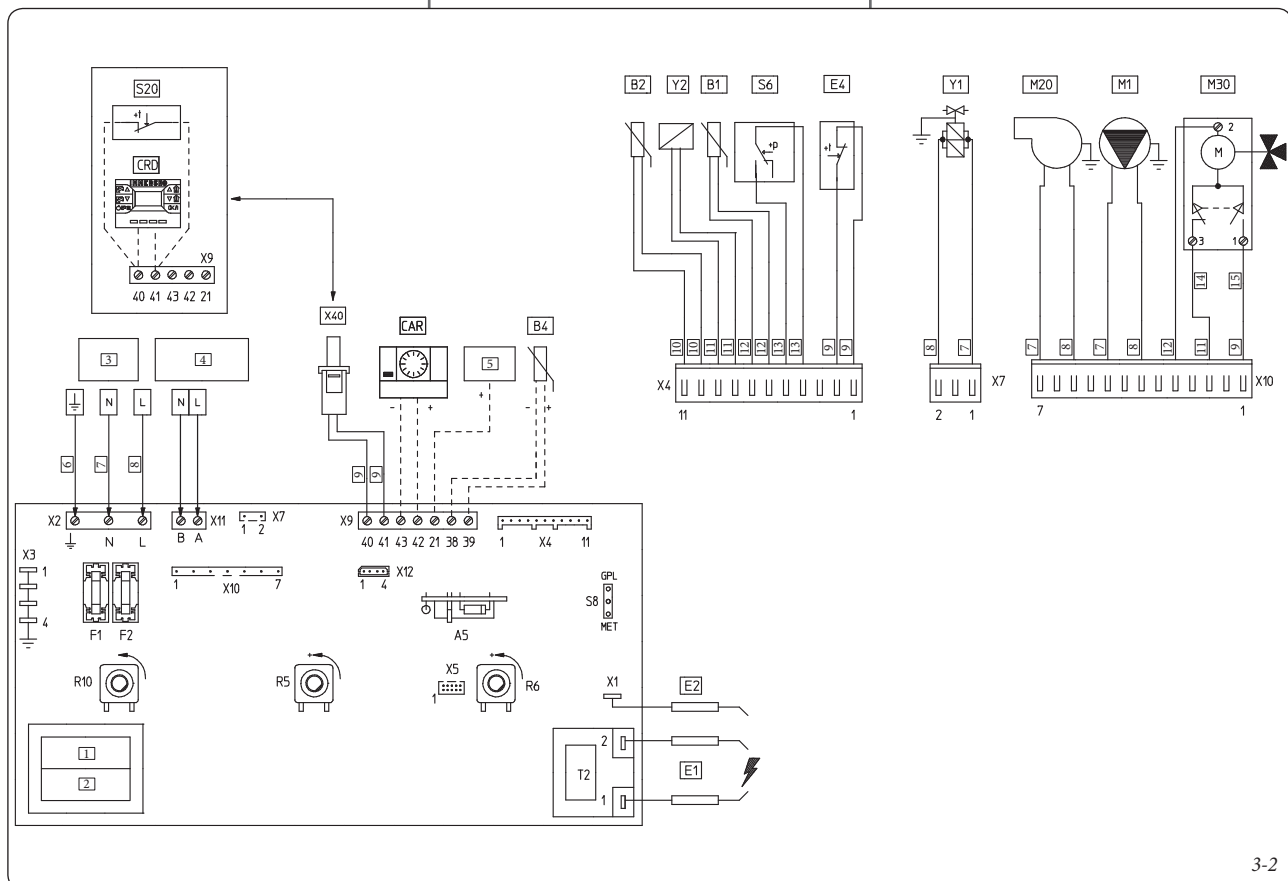 S20
+t
CRD
IMMERGAS
OK/I
X9
40 41 43 42 21
B2 Y2 B1 S6 E4 Y1 M20 M1 M30
+p
+t
2
M
3 1
14 15
10 10 11 11 12 12 13 13 9 9
8 7
7 8 7 8 12 11 9
X4
11 1
X7
2 1
X10
7 1
X40 CAR B4
3 4
5
- + + - +
N L N L
6 7 8 9 9
X2
N L
X11
B A
X7
1 2
X9
40 41 43 42 21 38 39
1 X4 11
X3
1
4
1 X10 7
X12
1 4
GPL
S8
MET
F1 F2
A5
R10
+ R5
X5
1
+ R6
X1
E2
1
2
T2
2
1
E1
3-2